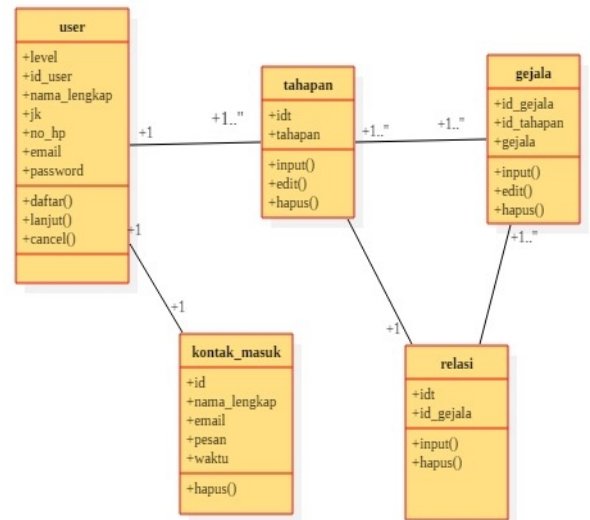 user
+level
+id_user
+nama_lengkap
+jk
+no_hp
+email
+password
+daftar()
+lanjut()
+cancel()
+1
+1.."
tahapan
+idt
+tahapan
+input()
+edit()
+hapus()
+1.."
+1.."
gejala
+id_gejala
+id_tahapan
+gejala
+input()
+edit()
+hapus()
+1
+1
+1
+1.."
kontak_masuk
+id
+nama_lengkap
+email
+pesan
+waktu
+hapus()
relasi
+idt
+id_gejala
+input()
+hapus()